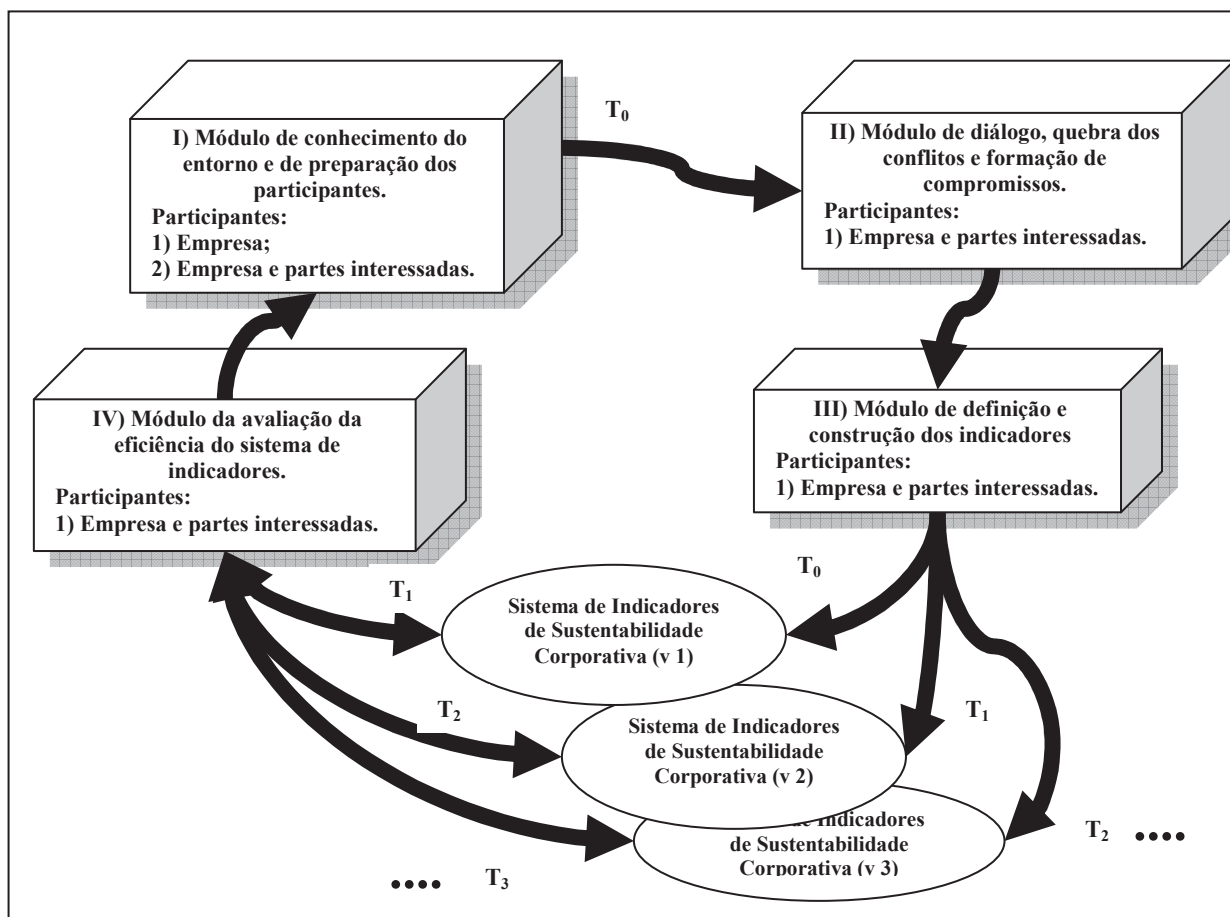 T₀
I) Módulo de conhecimento do
entorno e de preparação dos
participantes.
Participantes:
1) Empresa;
2) Empresa e partes interessadas.
II) Módulo de diálogo, quebra dos
conflitos e formação de
compromissos.
Participantes:
1) Empresa e partes interessadas.
IV) Módulo da avaliação da
eficiência do sistema de
indicadores.
Participantes:
1) Empresa e partes interessadas.
III) Módulo de definição e
construção dos indicadores
Participantes:
1) Empresa e partes interessadas.
T₀
T₁
Sistema de Indicadores
de Sustentabilidade
Corporativa (v 1)
T₂
T₁
Sistema de Indicadores
de Sustentabilidade
Corporativa (v 2)
de Indicadores
de Sustentabilidade
Corporativa (v 3)
T₂ ••••
•••• T₃